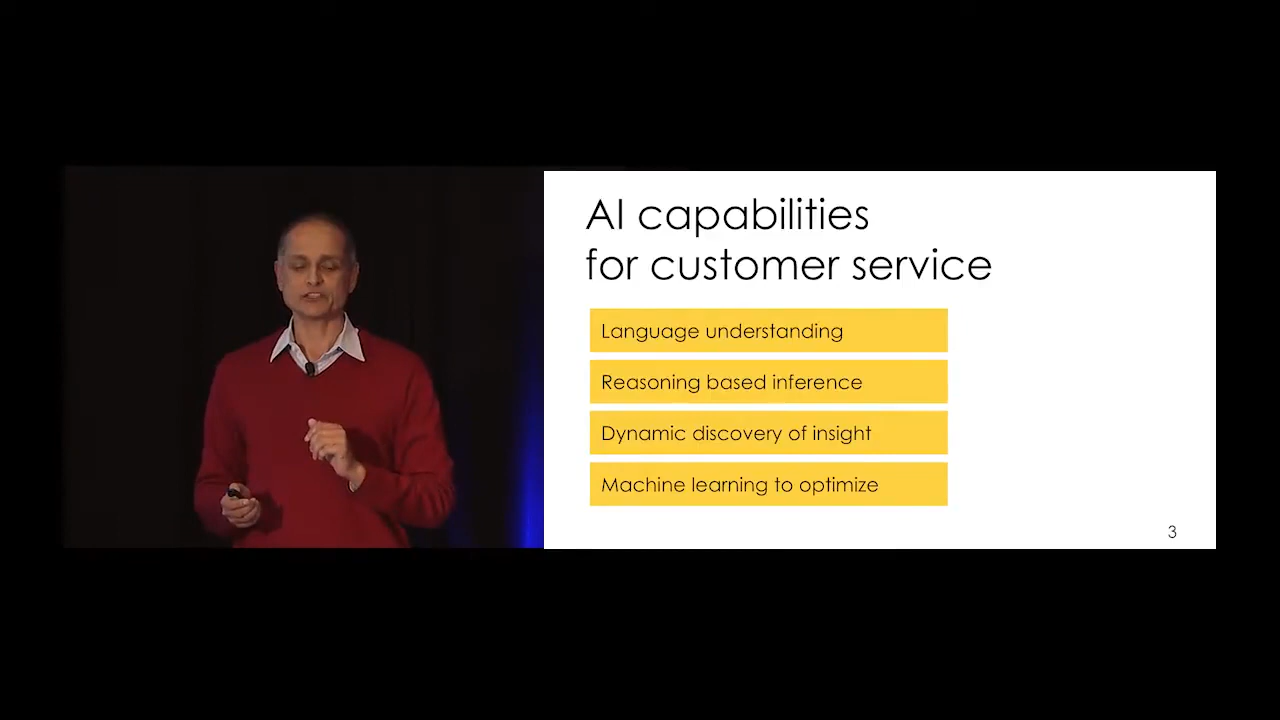 AI capabilities
for customer service
Language understanding
Reasoning based inference
Dynamic discovery of insight
Machine learning to optimize
3